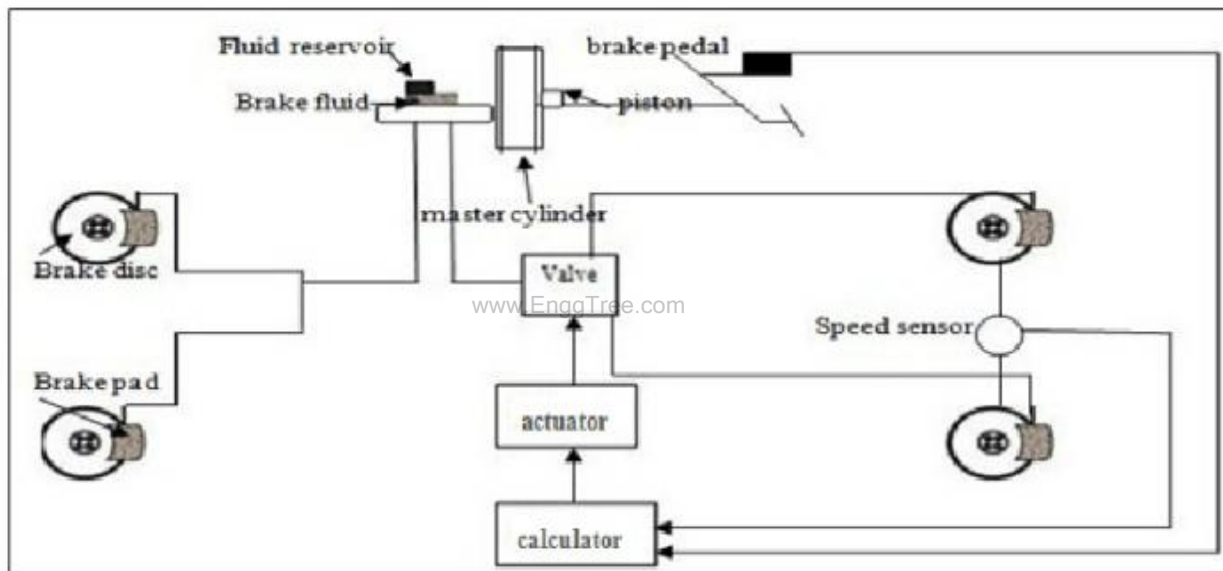 Fluid reservoir
brake pedal
Brake fluid
piston
master cylinder
Brake disc
Valve
www.EnggTree.com
Speed sensor
Brake pad
actuator
calculator